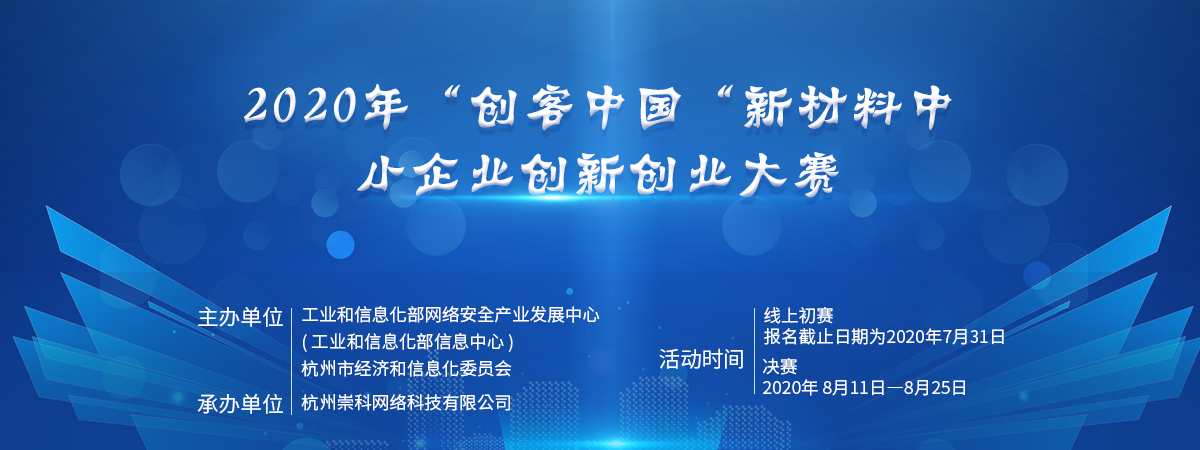 2020年“创客中国“新材料中
小企业创新创业大赛
主办单位
工业和信息化部网络安全产业发展中心
(工业和信息化部信息中心)
杭州市经济和信息化委员会
承办单位
杭州崇科网络科技有限公司
活动时间
线上初赛
报名截止日期为2020年7月31日
决赛
2020年 8月11日—8月25日